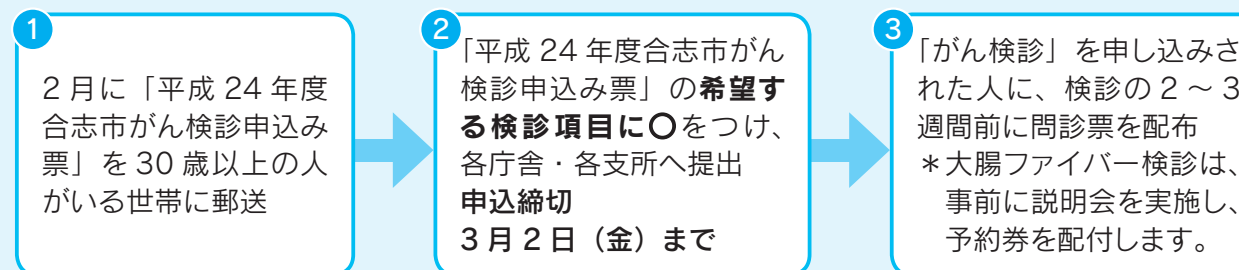 1
2月に「平成 24 年度
合志市がん検診申込み
票」を 30 歳以上の人
がいる世帯に郵送
2
「平成 24 年度合志市がん
検診申込み票」の希望す
る検診項目に○をつけ、
各庁舎・各支所へ提出
申込締切
3月2日（金）まで
3
「がん検診」を申し込みさ
れた人に、検診の2～3
週間前に問診票を配布
＊大腸ファイバー検診は、
事前に説明会を実施し、
予約券を配付します。